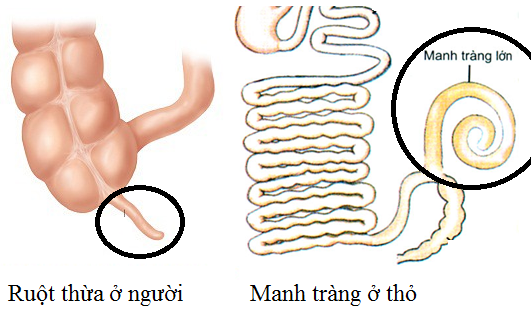 Manh tràng lớn
Ruột thừa ở người
Manh tràng ở thỏ